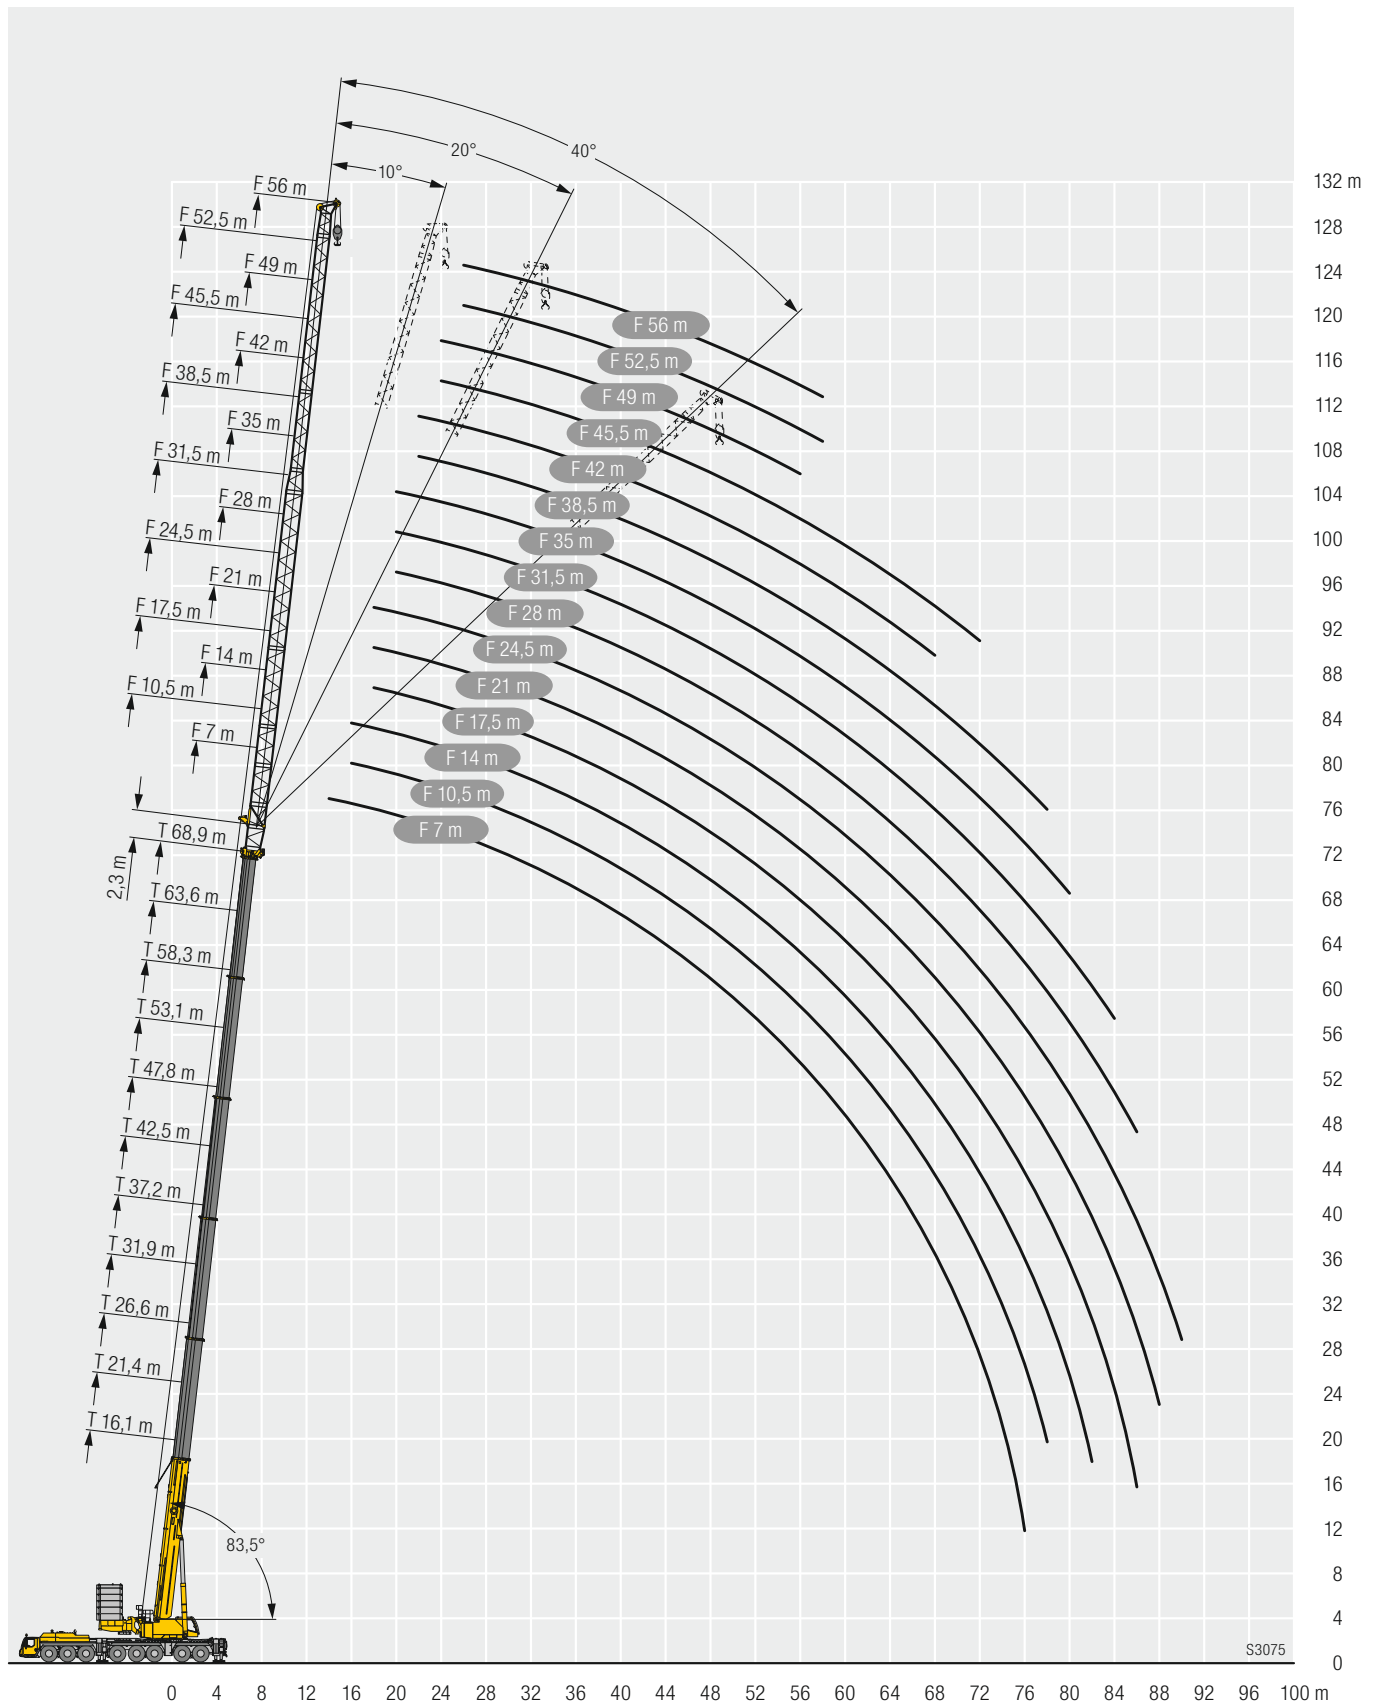 40°
20°
10°
F 56 m
132 m
F 52,5 m
128
F 49 m
124
F 45,5 m
120
F 56 m
F 42 m
116
F 52,5 m
F 38,5 m
112
F 49 m
F 35 m
108
F 45,5 m
F 31,5 m
104
F 42 m
F 28 m
100
F 38,5 m
F 24,5 m
96
F 35 m
F 21 m
92
F 31,5 m
F 17,5 m
88
F 28 m
F 14 m
84
F 24,5 m
F 10,5 m
80
F 21 m
F 7 m
76
F 17,5 m
72
F 14 m
68
F 10,5 m
64
F 7 m
60
T 68,9 m
2,3 m
T 63,6 m
56
T 58,3 m
52
T 53,1 m
48
T 47,8 m
44
T 42,5 m
40
T 37,2 m
36
T 31,9 m
32
T 26,6 m
28
T 21,4 m
24
T 16,1 m
20
16
12
83,5°
8
4
S3075
0
0 4 8 12 16 20 24 28 32 36 40 44 48 52 56 60 64 68 72 76 80 84 88 92 96 100 m